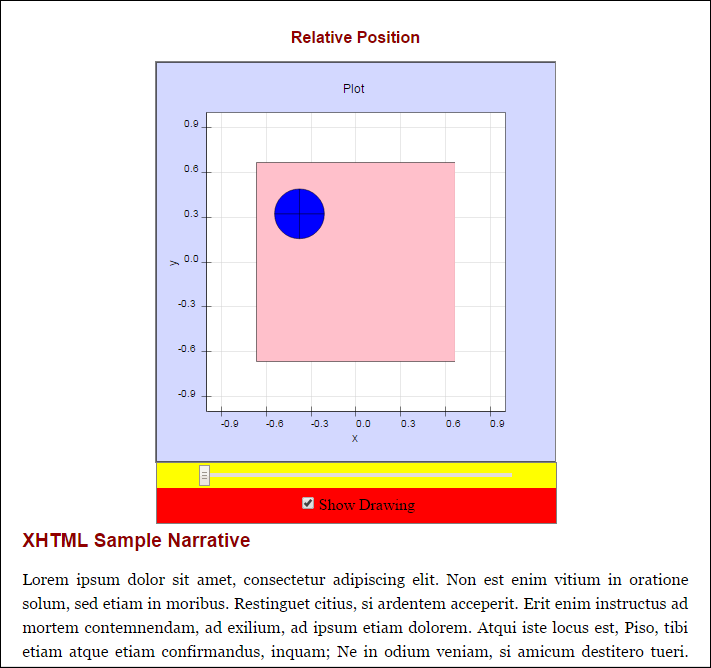 Relative Position
Plot
0.9
0.6
0.3
0.0
-0.3
-0.6
-0.9
y
-0.9 -0.6 -0.3 0.0 0.3 0.6 0.9
x
Show Drawing
XHTML Sample Narrative
Lorem ipsum dolor sit amet, consectetur adipiscing elit. Non est enim vitium in oratione
solum, sed etiam in moribus. Restinguet citius, si ardentem acceperit. Erit enim instructus ad
mortem contemnendam, ad exilium, ad ipsum etiam dolorem. Atqui iste locus est, Piso, tibi
etiam atque etiam confirmandus, inquam; Ne in odium veniam, si amicum destitero tueri.